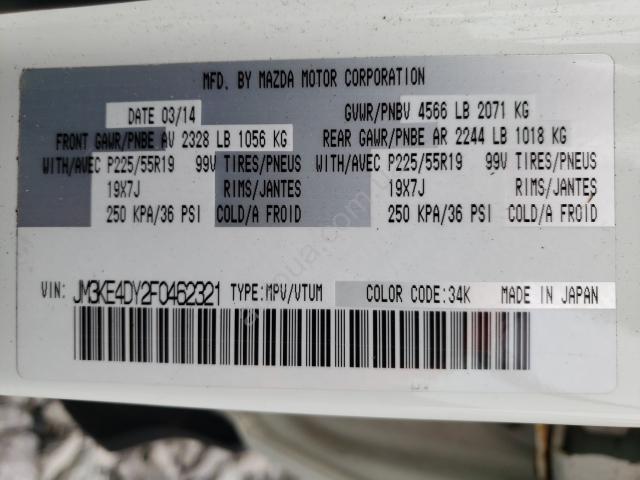 MFD. BY MAZDA MOTOR CORPORATION
DATE 03/14 GVWR/PNBV 4566 LB 2071 KG
FRONT GAWR/PNBE AV 2328 LB 1056 KG REAR GAWR/PNBE AR 2244 LB 1018 KG
WITH/AVEC P225/55R19 99V TIRES/PNEUS WITH/AVEC P225/55R19 99V TIRES/PNEUS
19X7J RIMS/JANTES 19X7J RIMS/JANTES
250 KPA/36 PSI COLD/A FROID 250 KPA/36 PSI COLD/A FROID
VIN: JM3KE4DY2F0462321 TYPE:MPV/VTUM COLOR CODE:34K MADE IN JAPAN